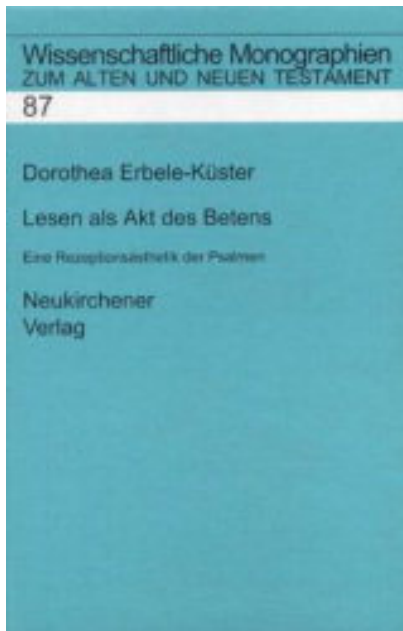 Wissenschaftliche Monographien
ZUM ALTEN UND NEUEN TESTAMENT
87
Dorothea Erbele-Küster
Lesen als Akt des Betens
Eine Rezeptionsästhetik der Psalmen
Neukirchener
Verlag